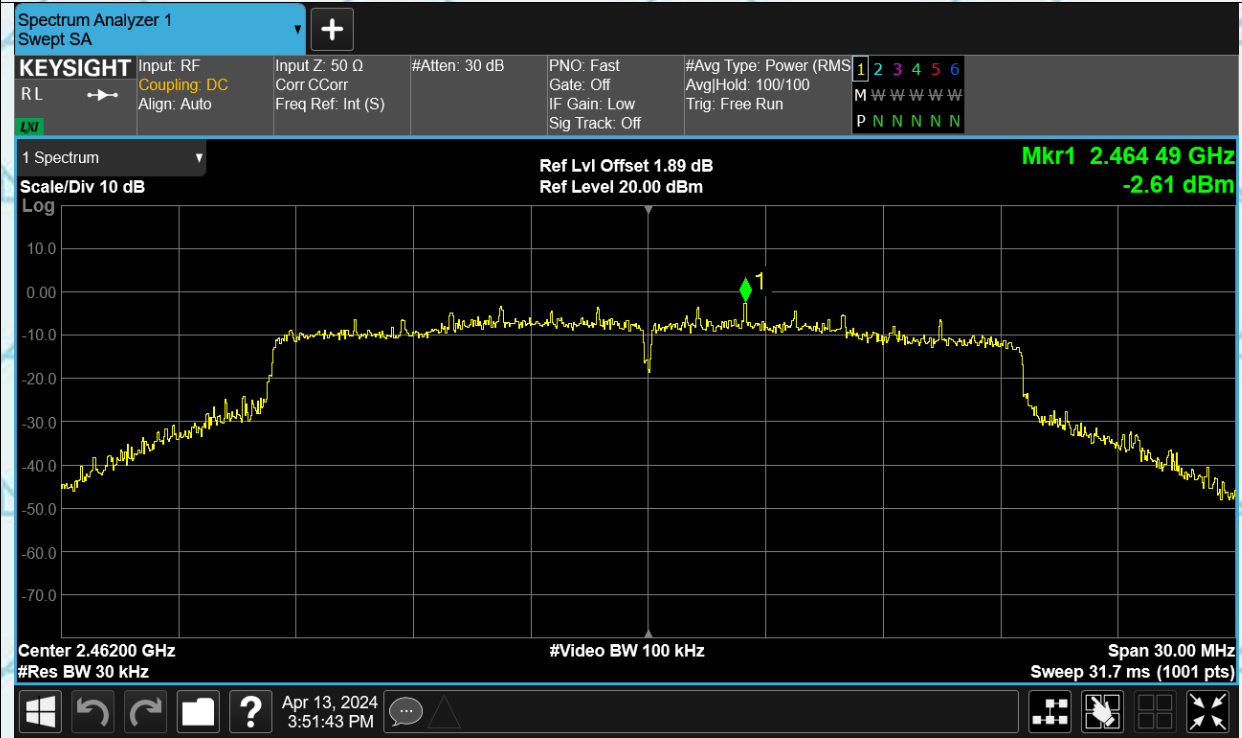 Spectrum Analyzer 1
Swept SA
KEYSIGHT
R L
LXI
Input: RF
Coupling: DC
Align: Auto
Input Z: 50 Ω
Corr CCorr
Freq Ref: Int (S)
#Atten: 30 dB
PNO: Fast
Gate: Off
IF Gain: Low
Sig Track: Off
#Avg Type: Power (RMS
Avg|Hold: 100/100
Trig: Free Run
1 2 3 4 5 6
M W W W W W
P N N N N N
1 Spectrum
Scale/Div 10 dB
Log
Ref Lvl Offset 1.89 dB
Ref Level 20.00 dBm
Mkr1 2.464 49 GHz
-2.61 dBm
1
10.0
0.00
-10.0
-20.0
-30.0
-40.0
-50.0
-60.0
-70.0
Center 2.46200 GHz
#Video BW 100 kHz
Span 30.00 MHz
#Res BW 30 kHz
Sweep 31.7 ms (1001 pts)
?
Apr 13, 2024
3:51:43 PM